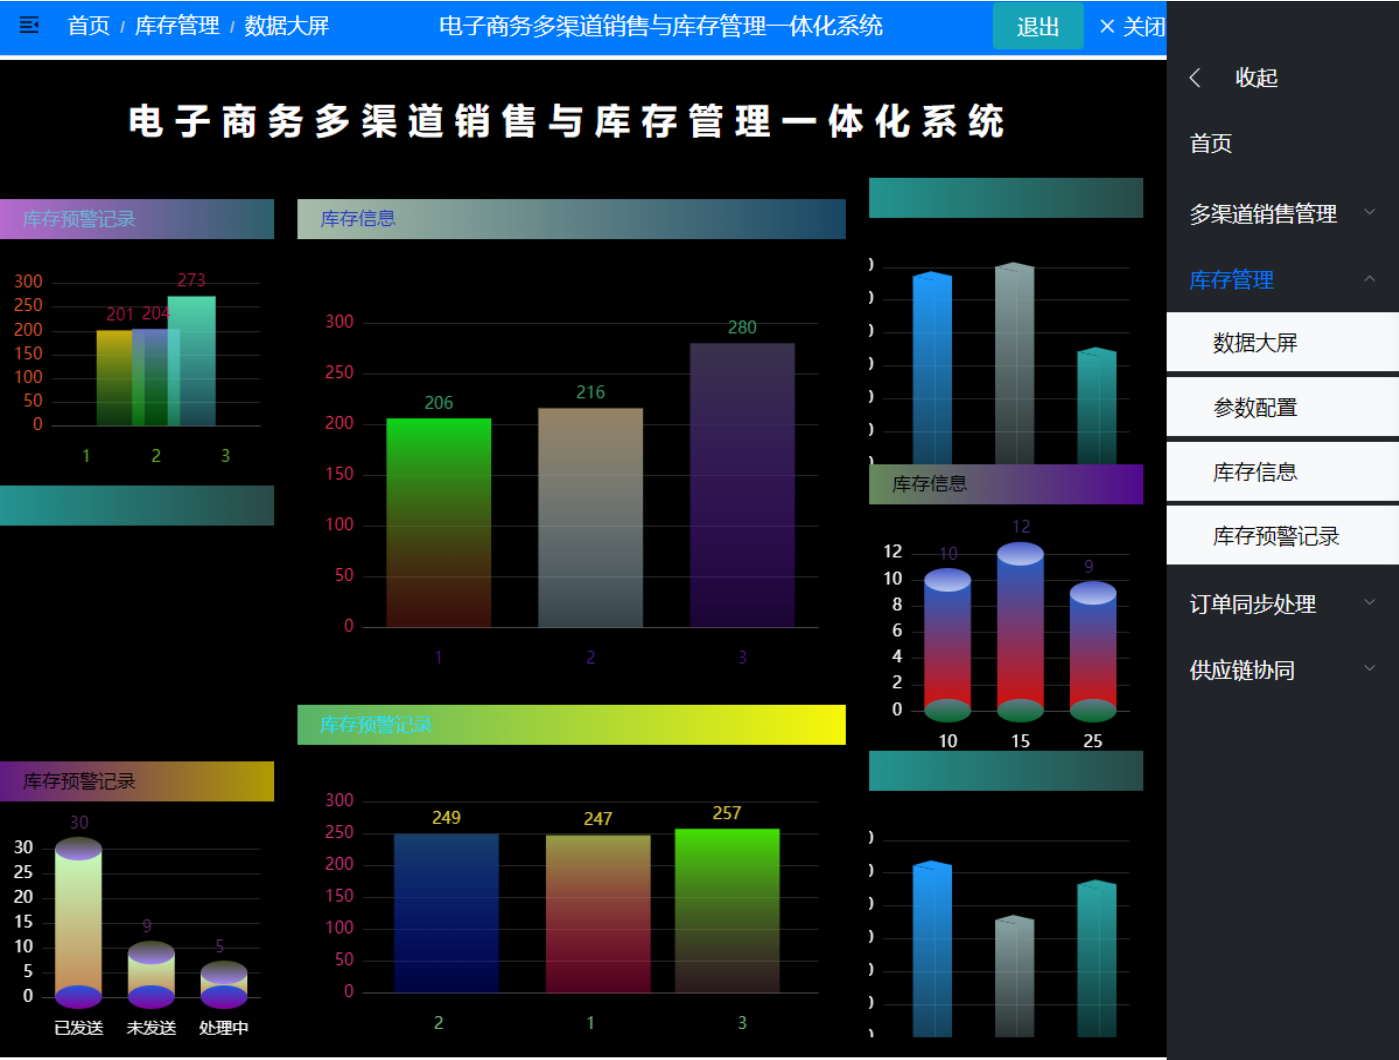 首页 / 库存管理 / 数据大屏
电子商务多渠道销售与库存管理一体化系统
退出
× 关闭
电子商务多渠道销售与库存管理一体化系统
库存预警记录
300
250
200
150
100
50
0
201
204
273
1
2
3
库存预警记录
30
25
20
15
10
5
0
30
9
5
已发送
未发送
处理中
库存信息
300
250
200
150
100
50
0
206
216
280
1
2
3
库存预警记录
300
250
200
150
100
50
0
249
247
257
2
1
3
库存信息
12
10
8
6
4
2
0
10
12
9
10
15
25
收起
首页
多渠道销售管理
库存管理
数据大屏
参数配置
库存信息
库存预警记录
订单同步处理
供应链协同